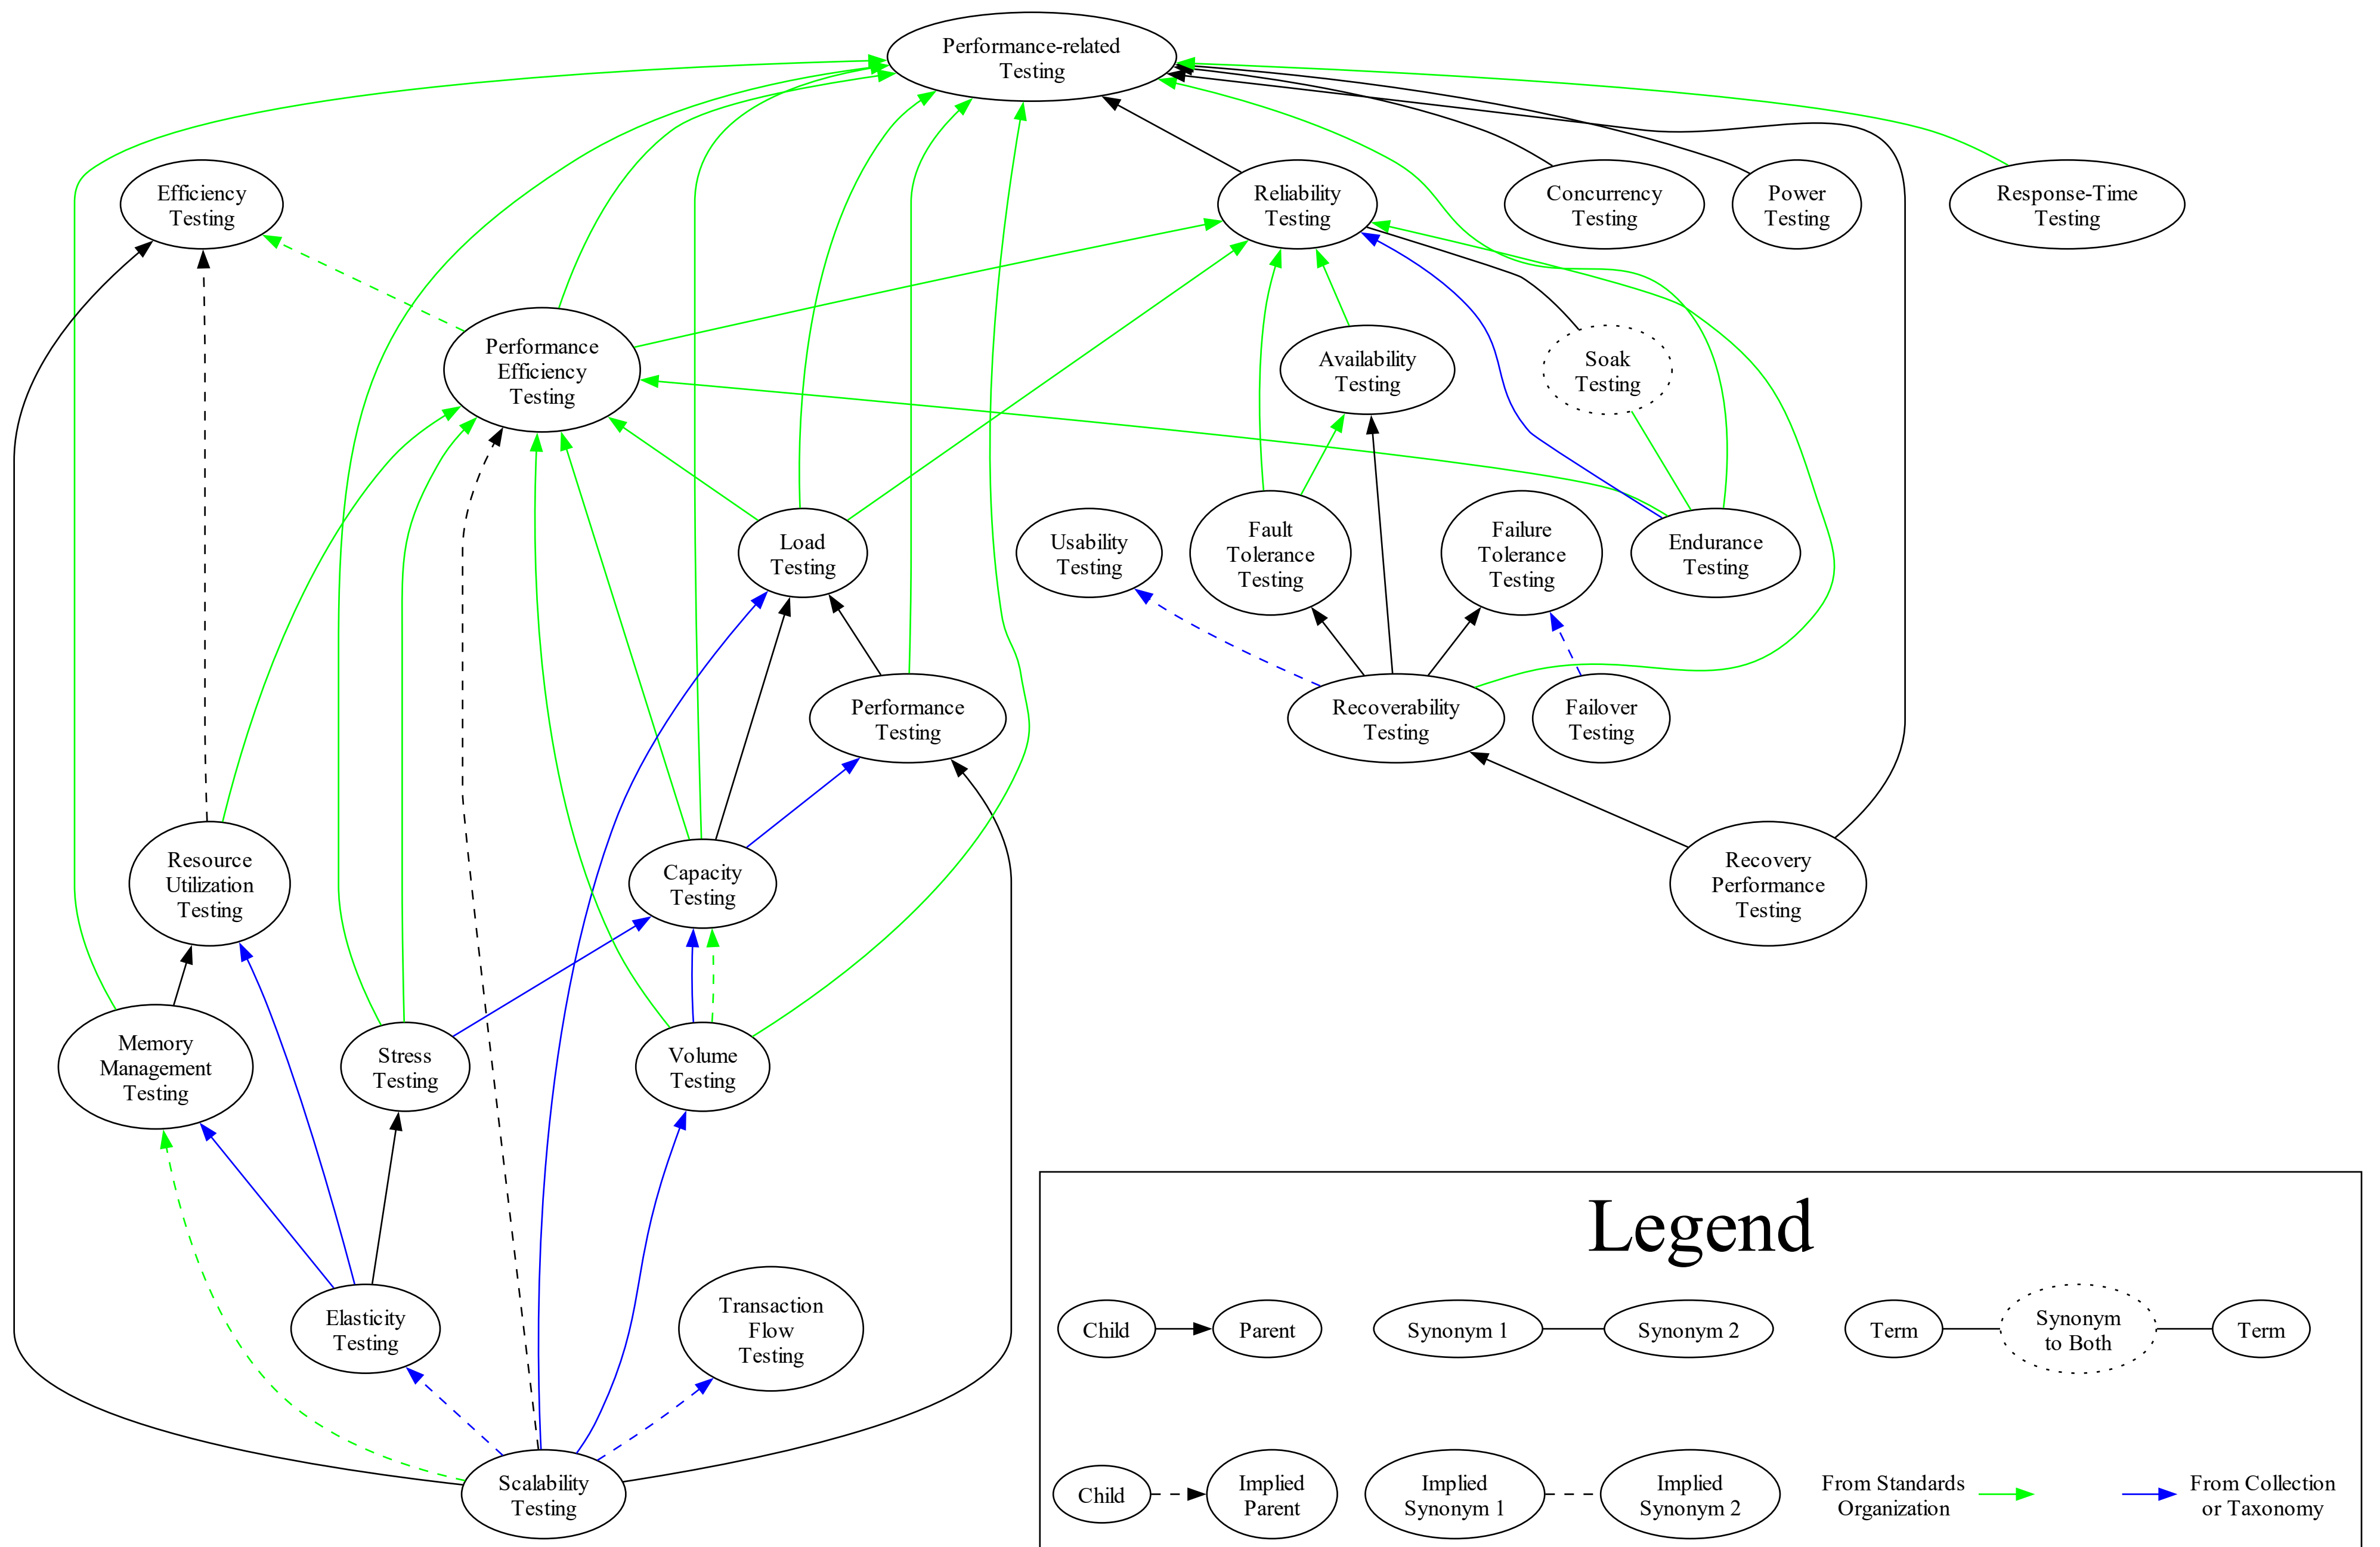 Performance-related
Testing
Efficiency
Testing
Reliability
Testing
Concurrency
Testing
Power
Testing
Response-Time
Testing
Performance
Efficiency
Testing
Availability
Testing
Soak
Testing
Load
Testing
Usability
Testing
Fault
Tolerance
Testing
Failure
Tolerance
Testing
Endurance
Testing
Performance
Testing
Recoverability
Testing
Failover
Testing
Resource
Utilization
Testing
Capacity
Testing
Recovery
Performance
Testing
Memory
Management
Testing
Stress
Testing
Volume
Testing
Elasticity
Testing
Transaction
Flow
Testing
Scalability
Testing
Legend
Child
Parent
Synonym 1
Synonym 2
Term
Synonym
to Both
Term
Child
Implied
Parent
Implied
Synonym 1
Implied
Synonym 2
From Standards
Organization
From Collection
or Taxonomy